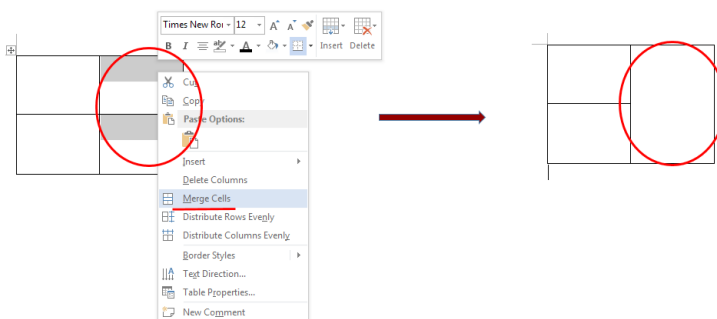 Times New Roi 12 A A
B I A Insert Delete
Cu
Copy
Paste Options:
Insert
Delete Columns
Merge Cells
Distribute Rows Evenly
Distribute Columns Evenly
Border Styles
Text Direction...
Table Properties...
New Comment